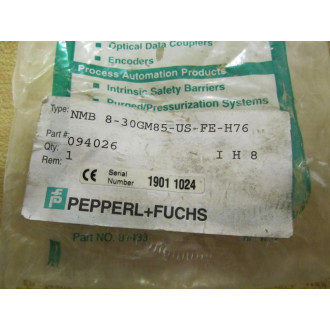 Optical Data Couplers
Encoders
Process Automation Products
Intrinsic Safety Barriers
Purged/Pressurization Systems
Type: NMB 8-30GM85-US-FE-H76
Part #: 094026
Qty: 1
I H 8
Rem:
CE Serial Number 1901 1024
PEPPERL+FUCHS
Part NO.